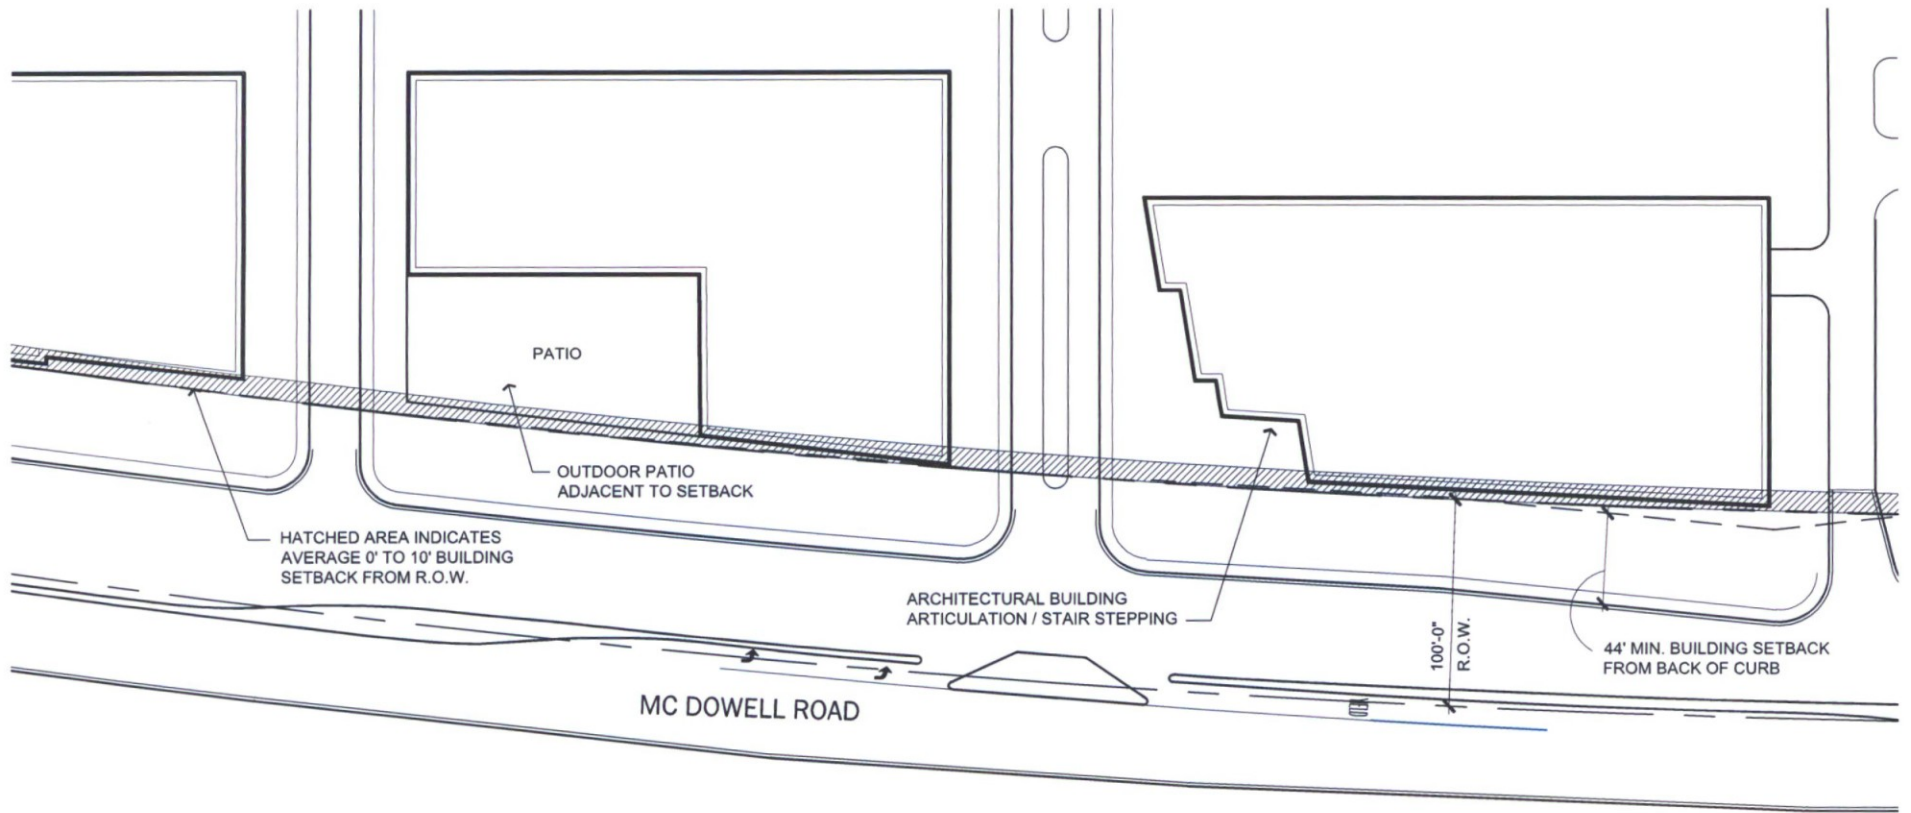 PATIO
OUTDOOR PATIO
ADJACENT TO SETBACK
HATCHED AREA INDICATES
AVERAGE 0' TO 10' BUILDING
SETBACK FROM R.O.W.
ARCHITECTURAL BUILDING
ARTICULATION / STAIR STEPPING
100'-0"
R.O.W.
44' MIN. BUILDING SETBACK
FROM BACK OF CURB
MC DOWELL ROAD